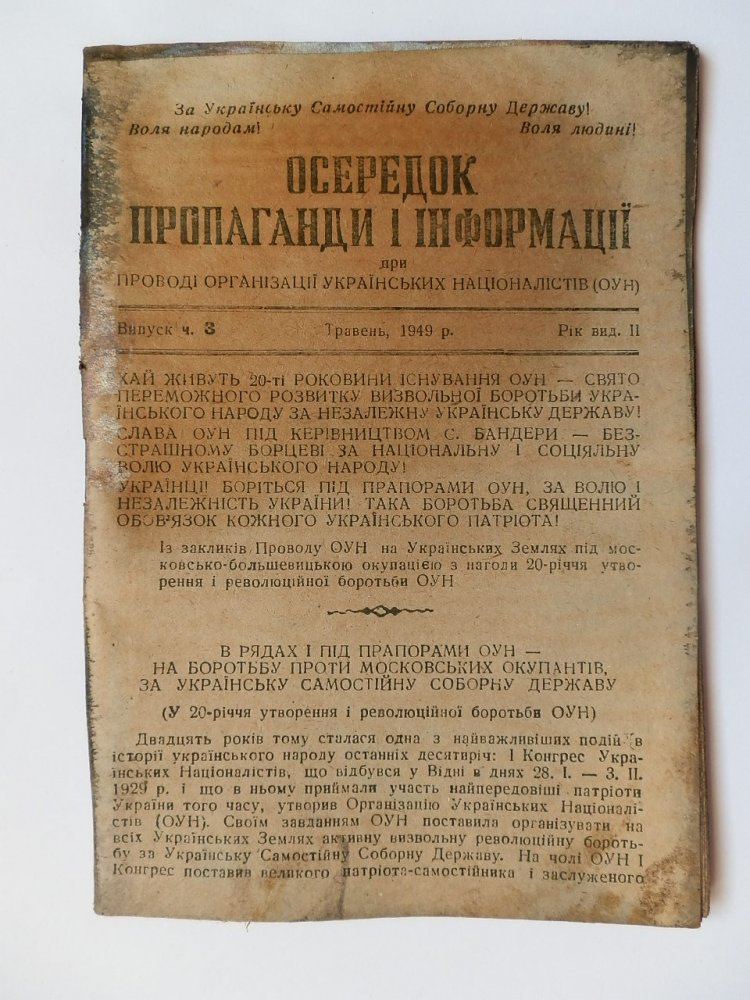 За Українську Самостійну Соборну Державу!
Воля народам! Воля людині!
ОСЕРЕДОК
ПРОПАГАНДИ І ІНФОРМАЦІЇ
при
ПРОВОДІ ОРГАНІЗАЦІЇ УКРАЇНСЬКИХ НАЦІОНАЛІСТІВ (ОУН)
Випуск ч. 3 Травень, 1949 р. Рік вид. II
ХАЙ ЖИВУТЬ 20-ті РОКОВИНИ ІСНУВАННЯ ОУН — СВЯТО
ПЕРЕМОЖНОГО РОЗВИТКУ ВИЗВОЛЬНОЇ БОРОТЬБИ УКРА-
ЇНСЬКОГО НАРОДУ ЗА НЕЗАЛЕЖНУ УКРАЇНСЬКУ ДЕРЖАВУ!
СЛАВА ОУН ПІД КЕРІВНИЦТВОМ С. БАНДЕРИ — БЕЗ-
СТРАШНОМУ БОРЦЕВІ ЗА НАЦІОНАЛЬНУ І СОЦІЯЛЬНУ
ВОЛЮ УКРАЇНСЬКОГО НАРОДУ!
УКРАЇНЦІ! БОРІТЬСЯ ПІД ПРАПОРАМИ ОУН, ЗА ВОЛЮ І
НЕЗАЛЕЖНІСТЬ УКРАЇНИ! ТАКА БОРОТЬБА СВЯЩЕННИЙ
ОБОВ'ЯЗОК КОЖНОГО УКРАЇНСЬКОГО ПАТРІОТА!
Із закликів Проводу ОУН на Українських Землях під мос-
ковсько-большевицькою окупацією з нагоди 20-річчя утво-
рення і революційної боротьби ОУН
В РЯДАХ І ПІД ПРАПОРАМИ ОУН —
НА БОРОТЬБУ ПРОТИ МОСКОВСЬКИХ ОКУПАНТІВ,
ЗА УКРАЇНСЬКУ САМОСТІЙНУ СОБОРНУ ДЕРЖАВУ
(У 20-річчя утворення і революційної боротьби ОУН)
Двадцять років тому сталася одна з найважливіших подій в
історії українського народу останніх десятиріч: І Конгрес Укра-
їнських Націоналістів, що відбувся у Відні в днях 28. I. — 3. II.
1929 р. і що в ньому приймали участь найпередовіші патріоти
України того часу, утворив Організацію Українських Націоналі-
стів (ОУН). Своїм завданням ОУН поставила організувати на
всіх Українських Землях активну визвольну революційну бороть-
бу за Українську Самостійну Соборну Державу. На чолі ОУН І
Конгрес поставив великого патріота-самостійника і заслуженого